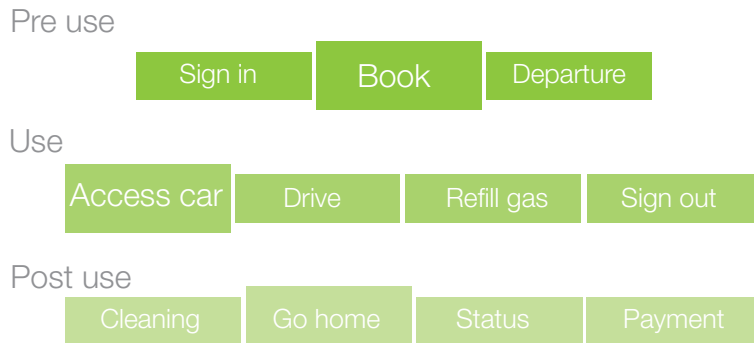 Pre use
Sign in Book Departure
Use
Access car Drive Refill gas Sign out
Post use
Cleaning Go home Status Payment